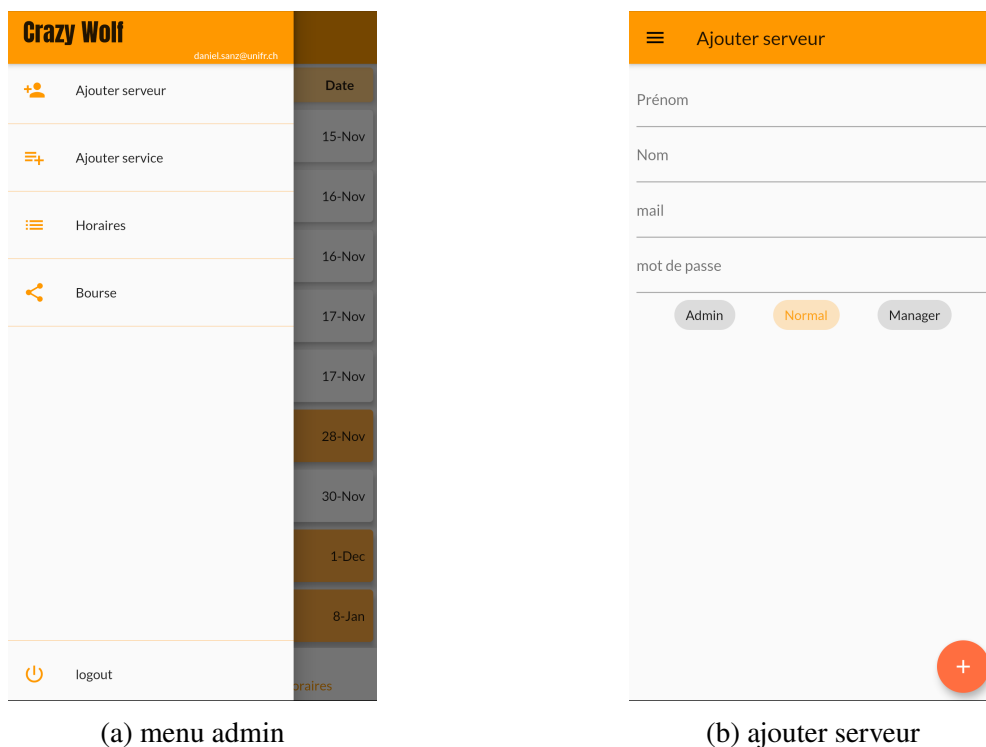 Crazy Wolf
daniel.sanz@unifr.ch
Ajouter serveur
Ajouter service
Horaires
Bourse
logout
Date
15-Nov
16-Nov
16-Nov
17-Nov
17-Nov
28-Nov
30-Nov
1-Dec
8-Jan
oraires
(a) menu admin
Ajouter serveur
Prénom
Nom
mail
mot de passe
Admin Normal Manager
+
(b) ajouter serveur